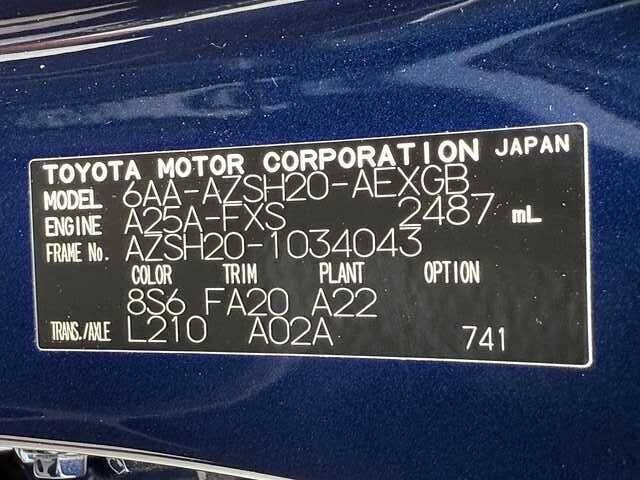 TOYOTA MOTOR CORPORATION JAPAN
MODEL 6AA-AZSH20-AEXGB
ENGINE A25A-FXS 2487 mL
FRAME No. AZSH20-1034043
COLOR TRIM PLANT OPTION
8S6 FA20 A22
TRANS./AXLE L210 A02A 741